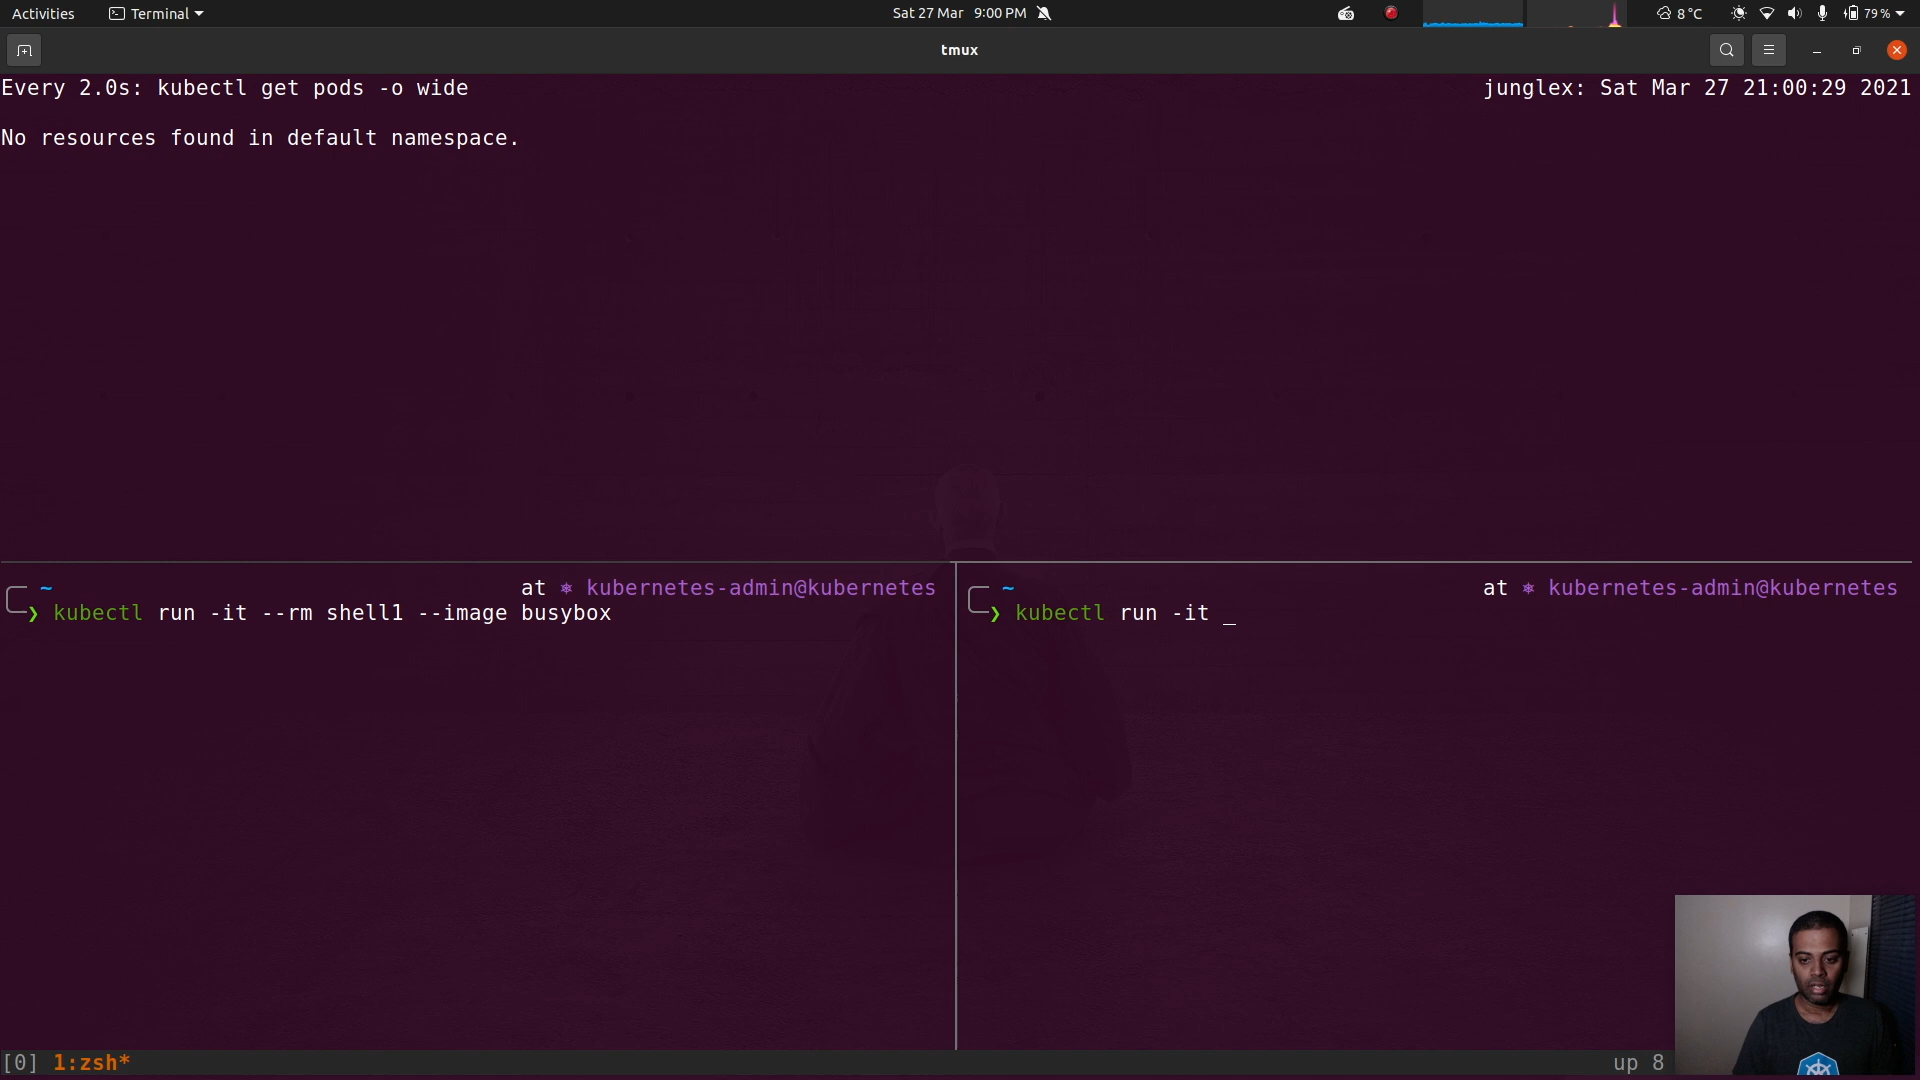 Activities Terminal Sat 27 Mar 9:00 PM 8°C 79%
tmux
Every 2.0s: kubectl get pods -o wide junglex: Sat Mar 27 21:00:29 2021
No resources found in default namespace.
~ at ⎈ kubernetes-admin@kubernetes
❯ kubectl run -it --rm shell1 --image busybox
~ at ⎈ kubernetes-admin@kubernetes
❯ kubectl run -it _
[0] 1:zsh* up 8